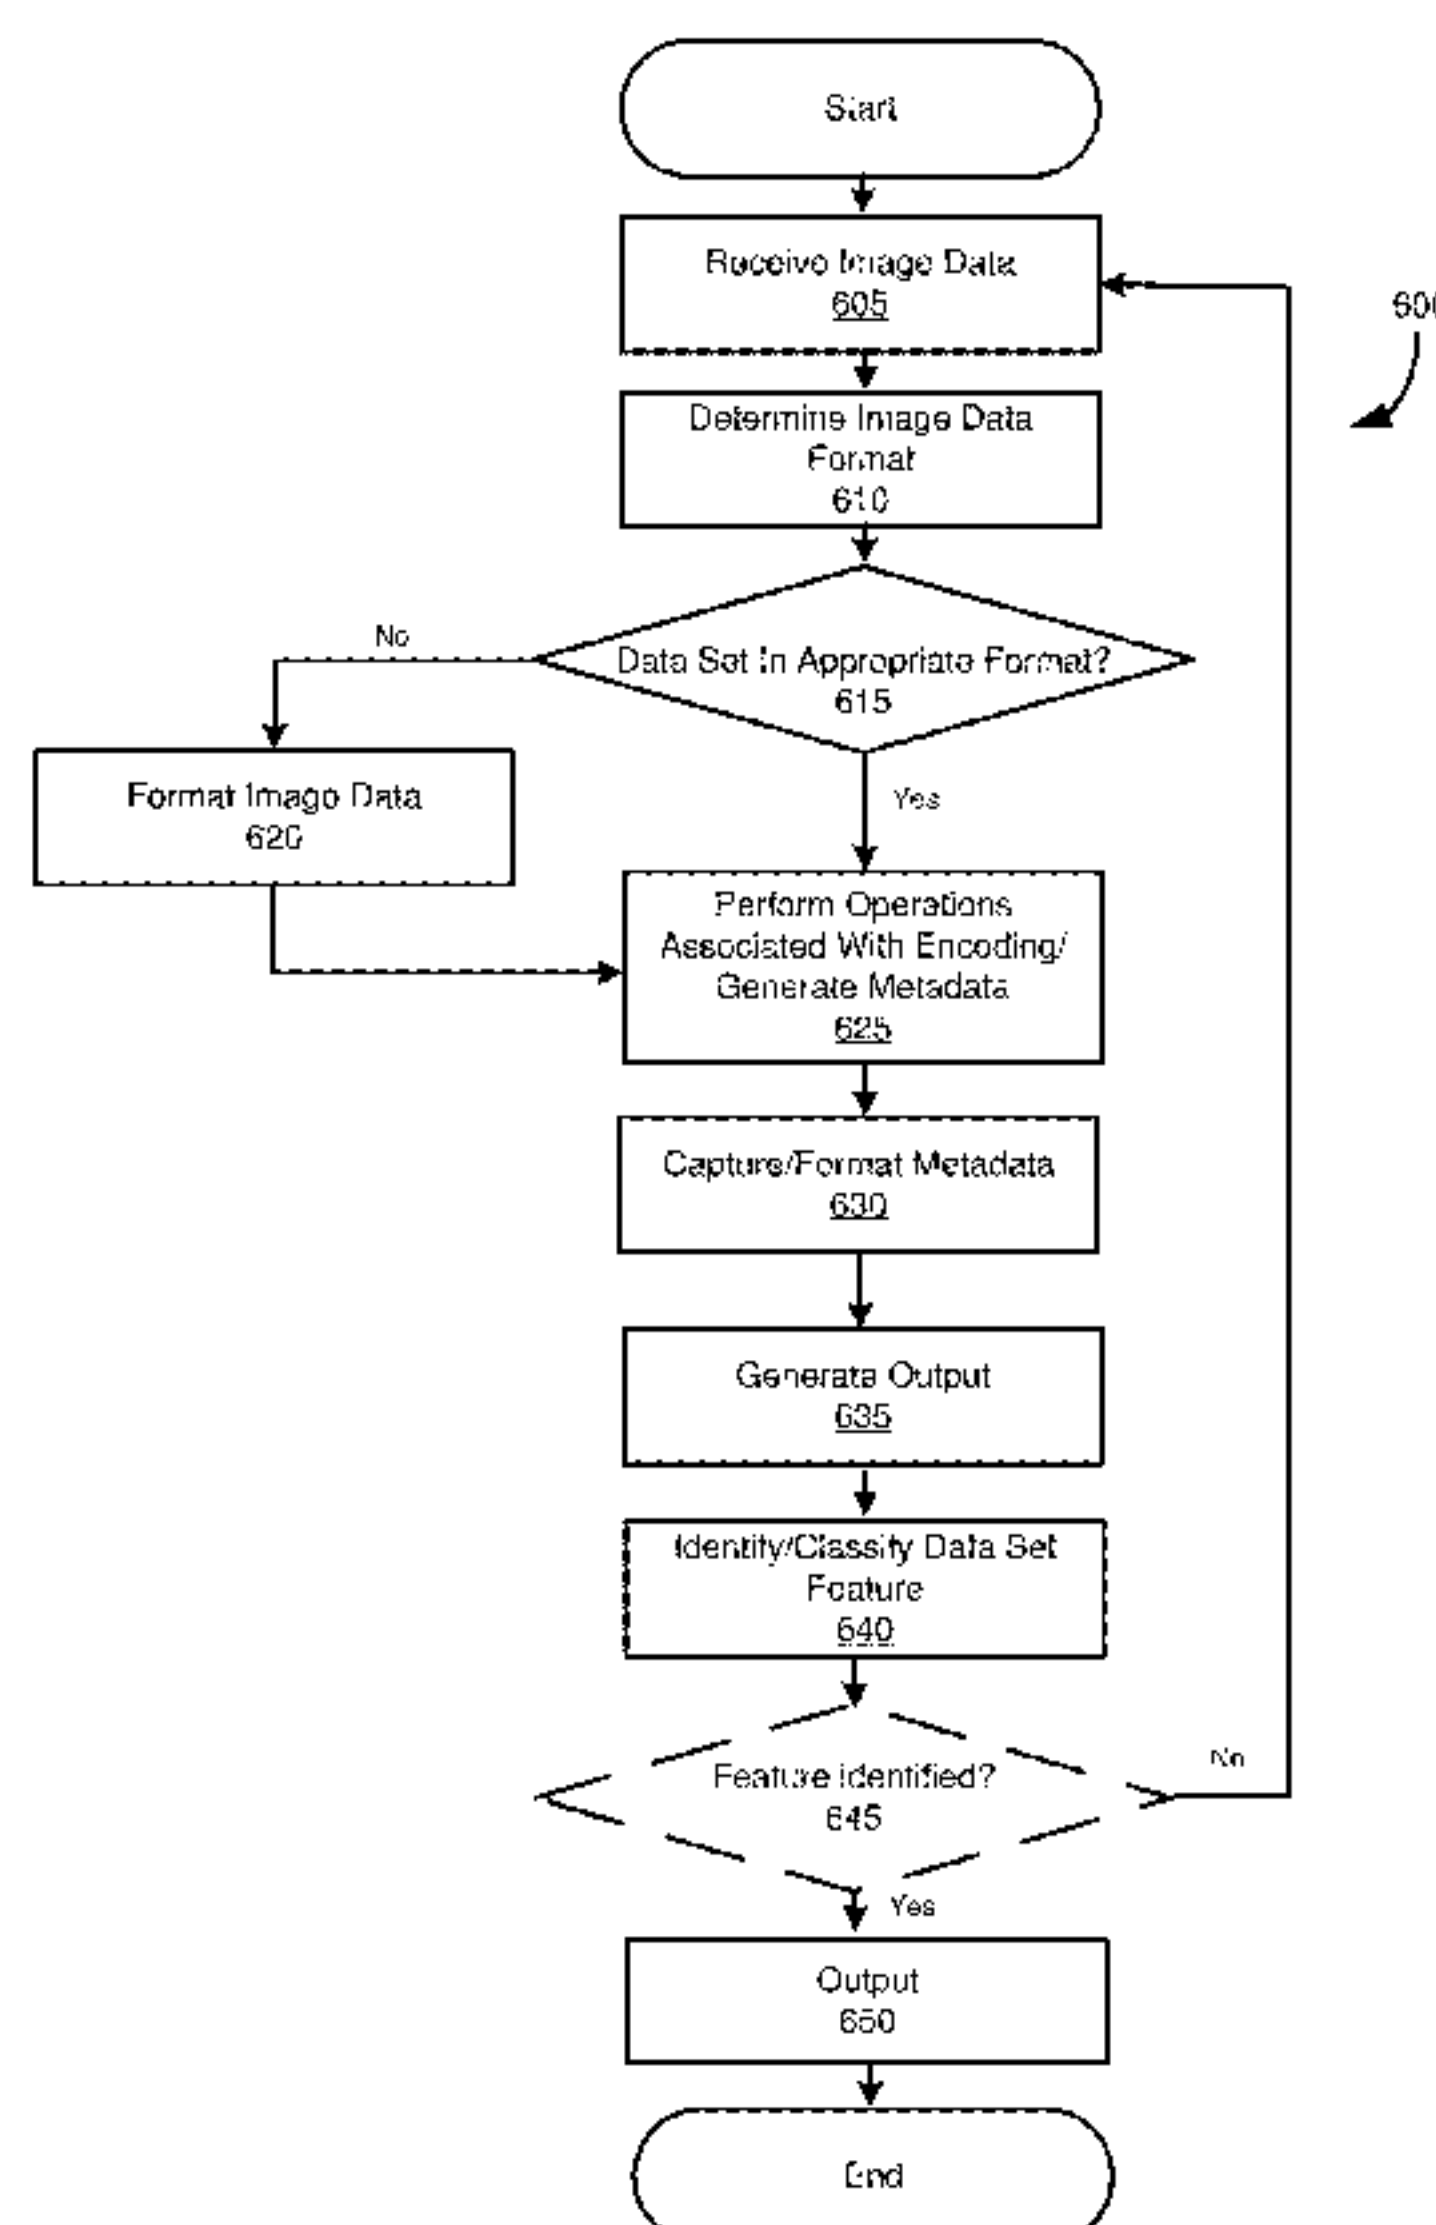 Start
Receive Image Data
605
Determine Image Data
Format
610
Data Set In Appropriate Format?
615
No
Yes
Format Image Data
620
Perform Operations
Associated With Encoding/
Generate Metadata
625
Capture/Format Metadata
630
Generate Output
635
Identify/Classify Data Set
Feature
640
Feature identified?
645
No
Yes
Output
650
End